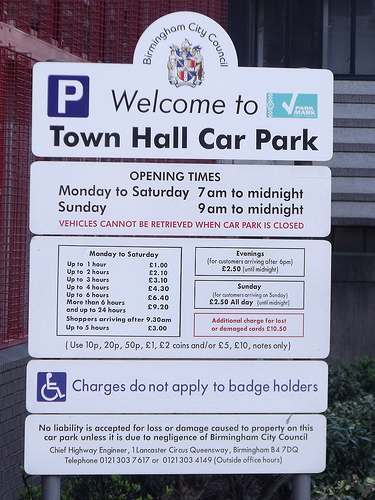 Birmingham City Council
P
Welcome to
PARK
MARK
Town Hall Car Park
OPENING TIMES
Monday to Saturday 7am to midnight
Sunday 9am to midnight
VEHICLES CANNOT BE RETRIEVED WHEN CAR PARK IS CLOSED
Monday to Saturday
Up to 1 hour £1.00
Up to 2 hours £2.10
Up to 3 hours £3.10
Up to 4 hours £4.30
Up to 6 hours £6.40
More than 6 hours
and up to 24 hours £9.20
Shoppers arriving after 9.30am
Up to 5 hours £3.00
Evenings
(for customers arriving after 6pm)
£2.50 (until midnight)
Sunday
(for customers arriving on Sunday)
£2.50 All day (until midnight)
Additional charge for lost
or damaged cards £10.50
( Use 10p, 20p, 50p, £1, £2 coins and/or £5, £10, notes only)
Charges do not apply to badge holders
No liability is accepted for loss or damage caused to property on this
car park unless it is due to negligence of Birmingham City Council
Chief Highway Engineer, 1 Lancaster Circus Queensway, Birmingham B4 7DQ
Telephone 0121 303 7617 or 0121 303 4149 (Outside office hours)